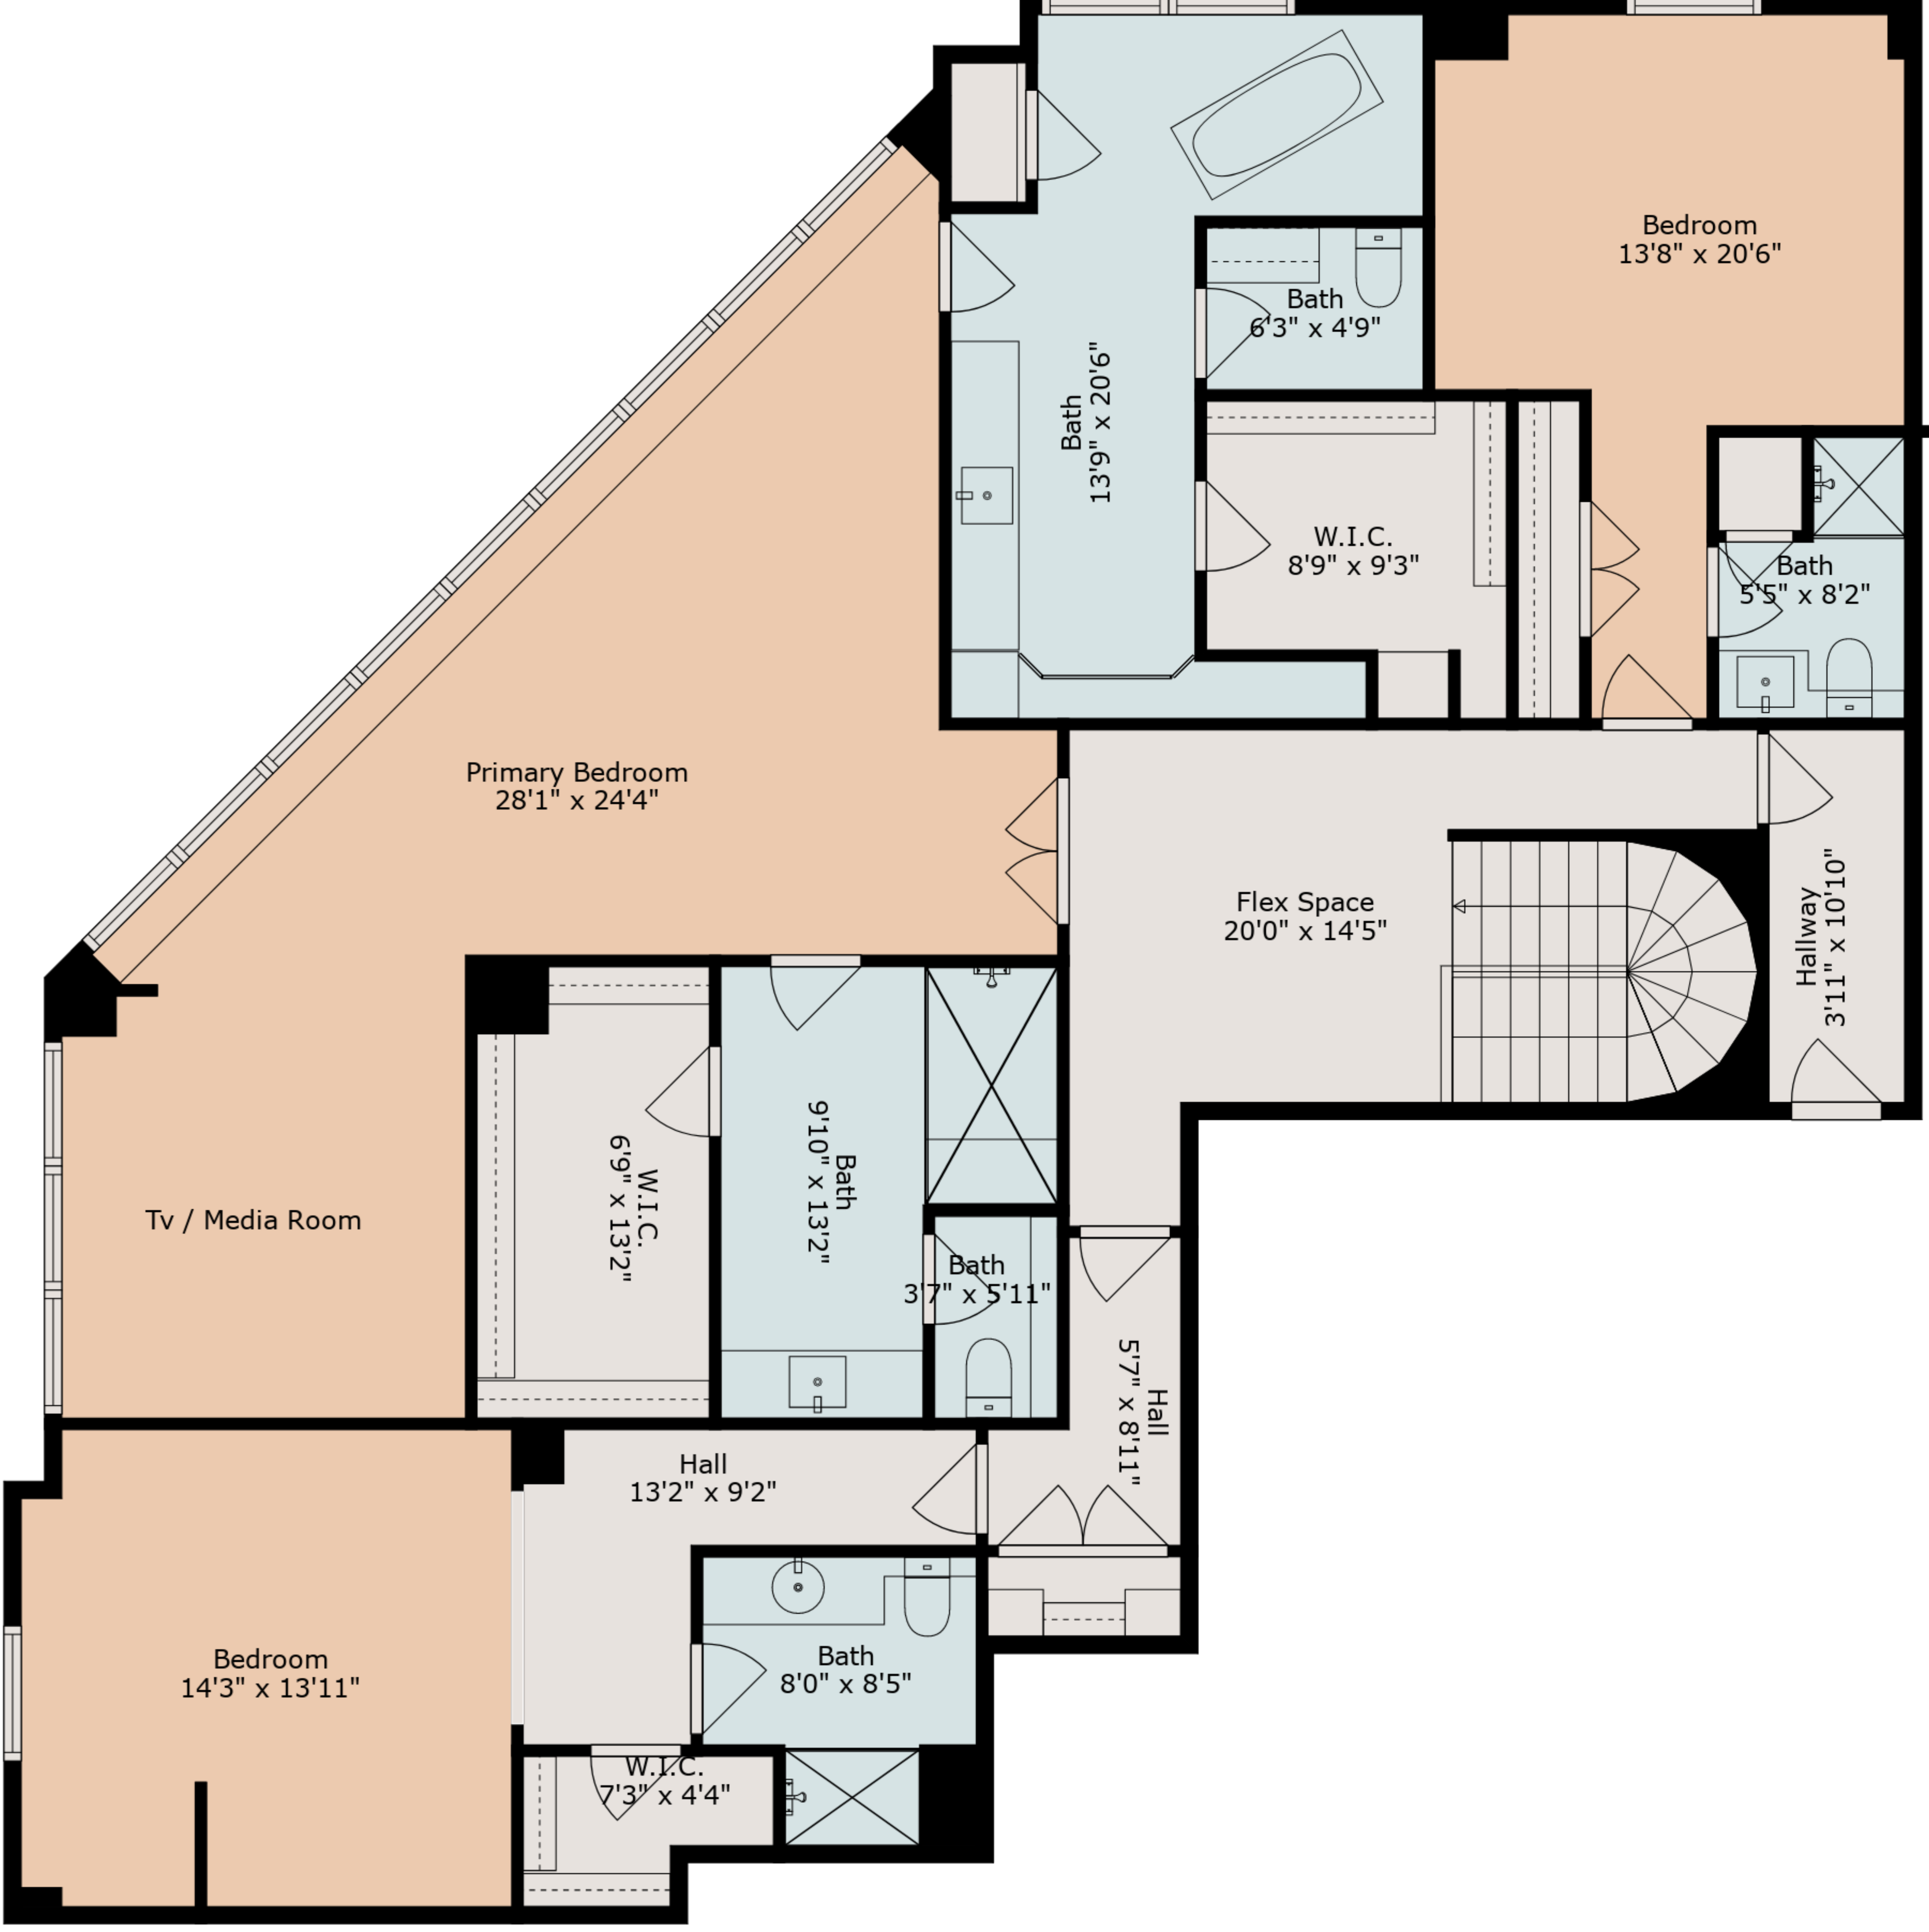 Bedroom
13'8" x 20'6"
Bath
6'3" x 4'9"
Bath
13'9" x 20'6"
W.I.C.
8'9" x 9'3"
Bath
5'5" x 8'2"
Primary Bedroom
28'1" x 24'4"
Flex Space
20'0" x 14'5"
Hallway
3'11" x 10'10"
Tv / Media Room
W.I.C.
6'9" x 13'2"
Bath
9'10" x 13'2"
Bath
3'7" x 5'11"
Hall
5'7" x 8'11"
Hall
13'2" x 9'2"
Bedroom
14'3" x 13'11"
Bath
8'0" x 8'5"
W.I.C.
7'3" x 4'4"